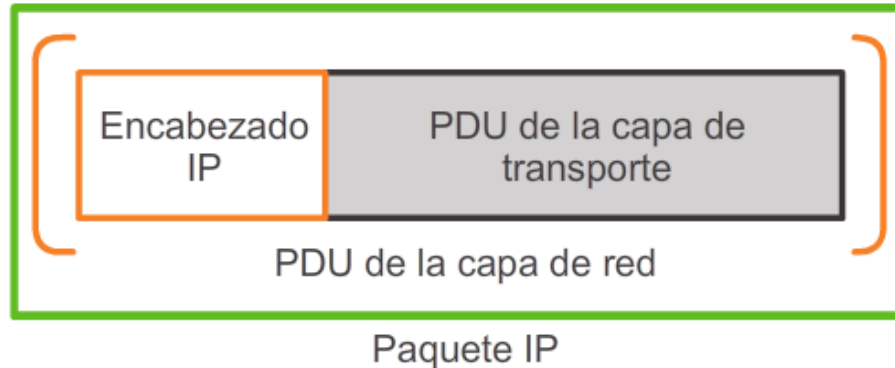 Encabezado
IP
PDU de la capa de
transporte
PDU de la capa de red
Paquete IP